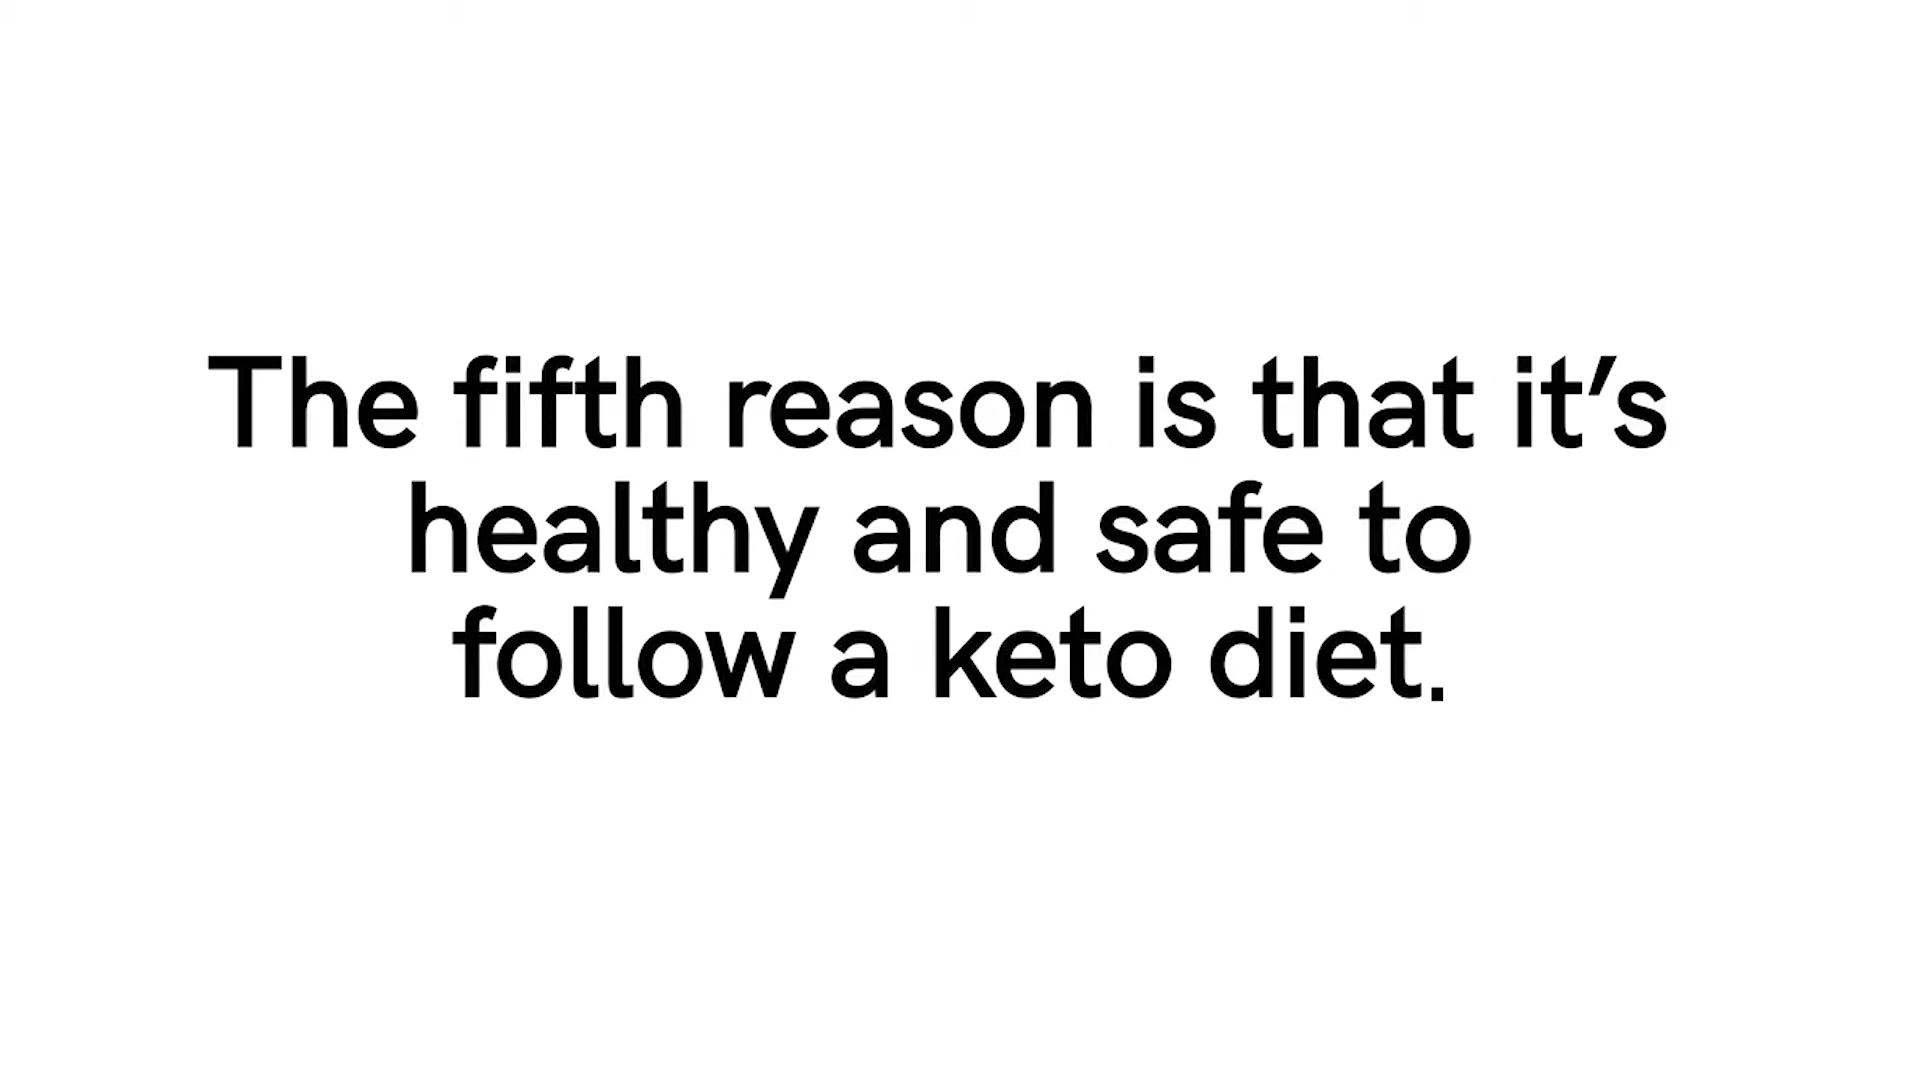 The fifth reason is that it’s
healthy and safe to
follow a keto diet.